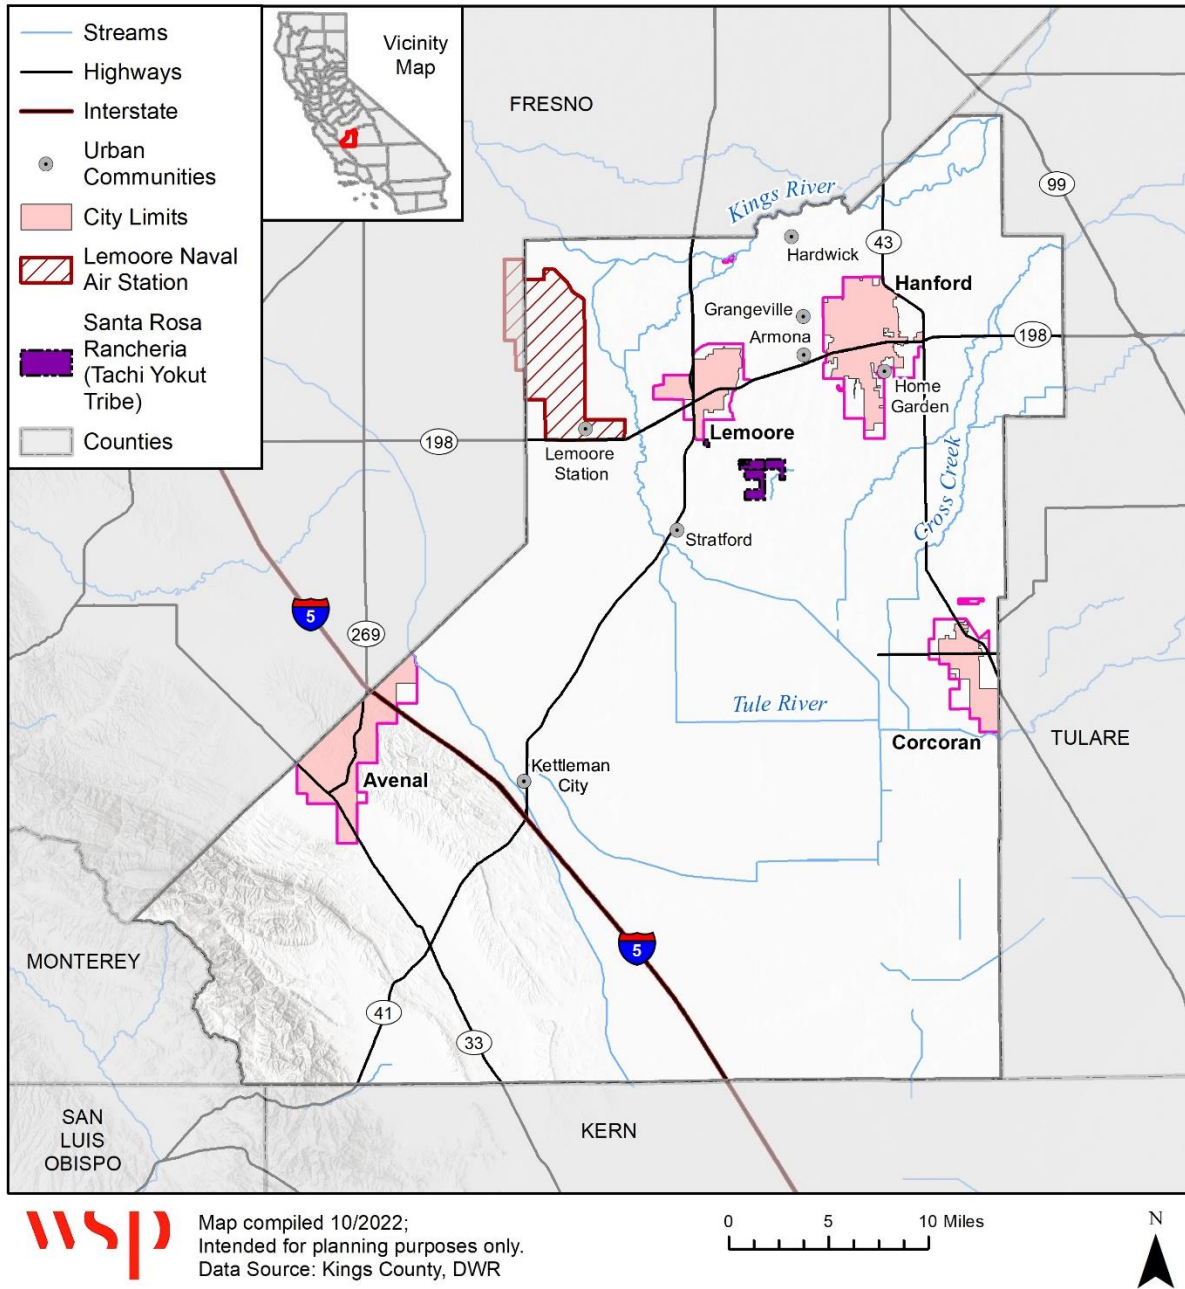 Streams
Highways
Interstate
Urban
Communities
City Limits
Lemoore Naval
Air Station
Santa Rosa
Rancheria
(Tachi Yokut
Tribe)
Counties
Vicinity
Map
FRESNO
99
Kings River
Hardwick
43
Hanford
Grangeville
Armona
198
Home
Garden
Lemoore
198
Lemoore
Station
Cross Creek
Stratford
5
269
Tule River
Corcoran
TULARE
Kettleman
City
Avenal
5
MONTEREY
41
33
SAN
LUIS
OBISPO
KERN
wsp
Map compiled 10/2022;
Intended for planning purposes only.
Data Source: Kings County, DWR
0 5 10 Miles
N